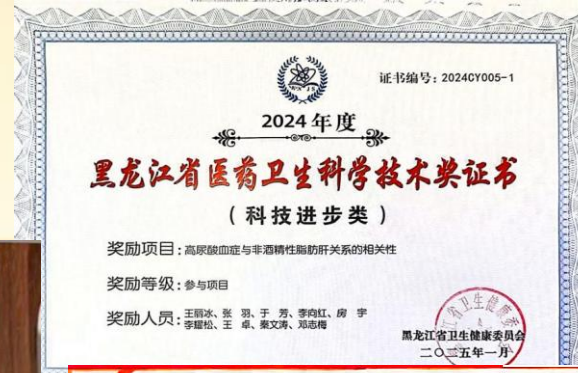 证书编号：2024CY005-1
2024年度
黑龙江省医药卫生科学技术奖证书
（科技进步类）
奖励项目：高尿酸血症与非酒精性脂肪肝关系的相关性
奖励等级：参与项目
奖励人员：王丽冰、张 羽、于 芳、李向红、房 宇
李耀松、王 卓、秦文涛、邓志梅
黑龙江省卫生健康委员会
二〇二五年一月